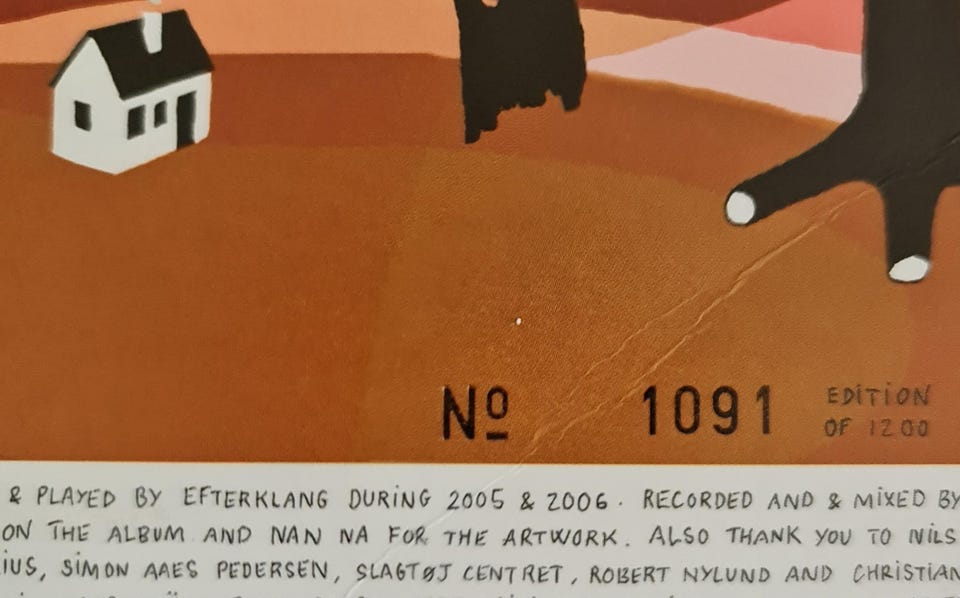 Nº 1091 EDITION
OF 1200
& PLAYED BY EFTERKLANG DURING 2005 & 2006. RECORDED AND & MIXED BY
ON THE ALBUM AND NAN NA FOR THE ARTWORK. ALSO THANK YOU TO NILS
IUS, SIMON AAES PEDERSEN, SLAGTØJ CENTRET, ROBERT NYLUND AND CHRISTIAN